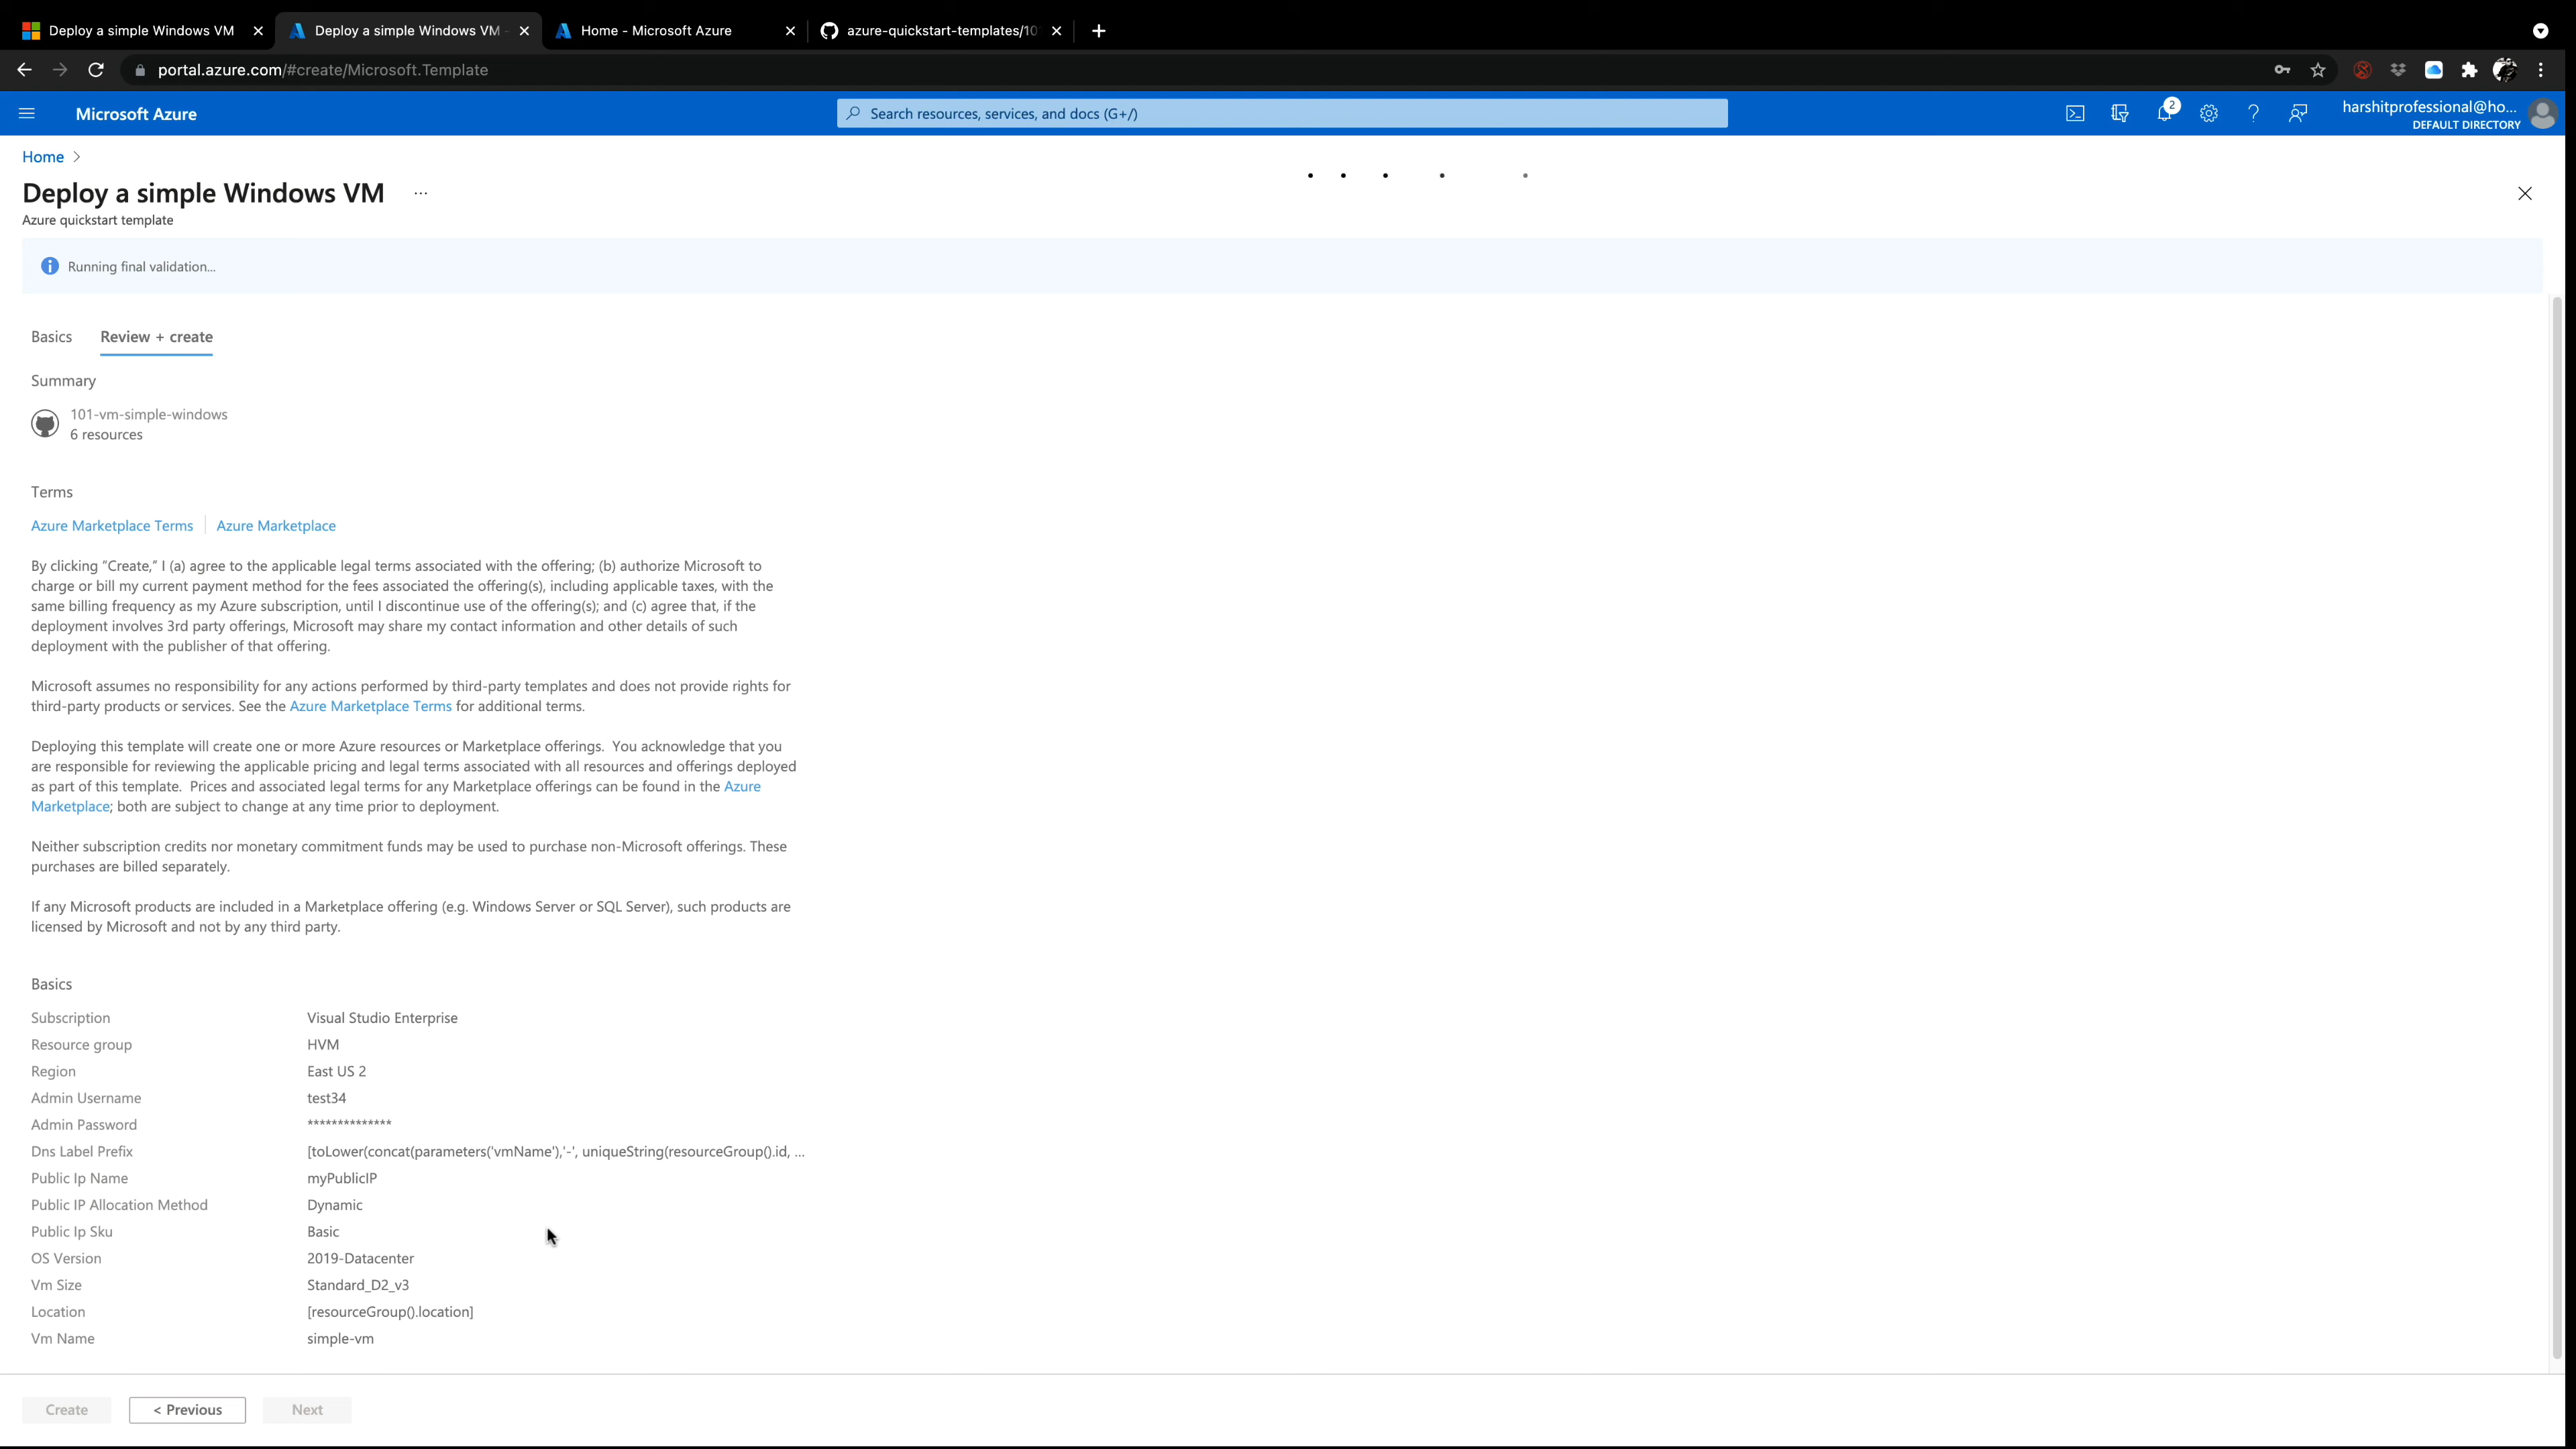 Deploy a simple Windows VM
Deploy a simple Windows VM -
Home - Microsoft Azure
azure-quickstart-templates/10
portal.azure.com/#create/Microsoft.Template
Microsoft Azure
Search resources, services, and docs (G+/)
2
harshitprofessional@ho...
DEFAULT DIRECTORY
Home
Deploy a simple Windows VM ...
Azure quickstart template
Running final validation...
Basics
Review + create
Summary
101-vm-simple-windows
6 resources
Terms
Azure Marketplace Terms
Azure Marketplace
By clicking "Create," I (a) agree to the applicable legal terms associated with the offering; (b) authorize Microsoft to
charge or bill my current payment method for the fees associated the offering(s), including applicable taxes, with the
same billing frequency as my Azure subscription, until I discontinue use of the offering(s); and (c) agree that, if the
deployment involves 3rd party offerings, Microsoft may share my contact information and other details of such
deployment with the publisher of that offering.
Microsoft assumes no responsibility for any actions performed by third-party templates and does not provide rights for
third-party products or services. See the Azure Marketplace Terms for additional terms.
Deploying this template will create one or more Azure resources or Marketplace offerings. You acknowledge that you
are responsible for reviewing the applicable pricing and legal terms associated with all resources and offerings deployed
as part of this template. Prices and associated legal terms for any Marketplace offerings can be found in the Azure
Marketplace; both are subject to change at any time prior to deployment.
Neither subscription credits nor monetary commitment funds may be used to purchase non-Microsoft offerings. These
purchases are billed separately.
If any Microsoft products are included in a Marketplace offering (e.g. Windows Server or SQL Server), such products are
licensed by Microsoft and not by any third party.
Basics
Subscription Visual Studio Enterprise
Resource group HVM
Region East US 2
Admin Username test34
Admin Password **************
Dns Label Prefix [toLower(concat(parameters('vmName'),'-', uniqueString(resourceGroup().id, ...
Public Ip Name myPublicIP
Public IP Allocation Method Dynamic
Public Ip Sku Basic
OS Version 2019-Datacenter
Vm Size Standard_D2_v3
Location [resourceGroup().location]
Vm Name simple-vm
Create
< Previous
Next